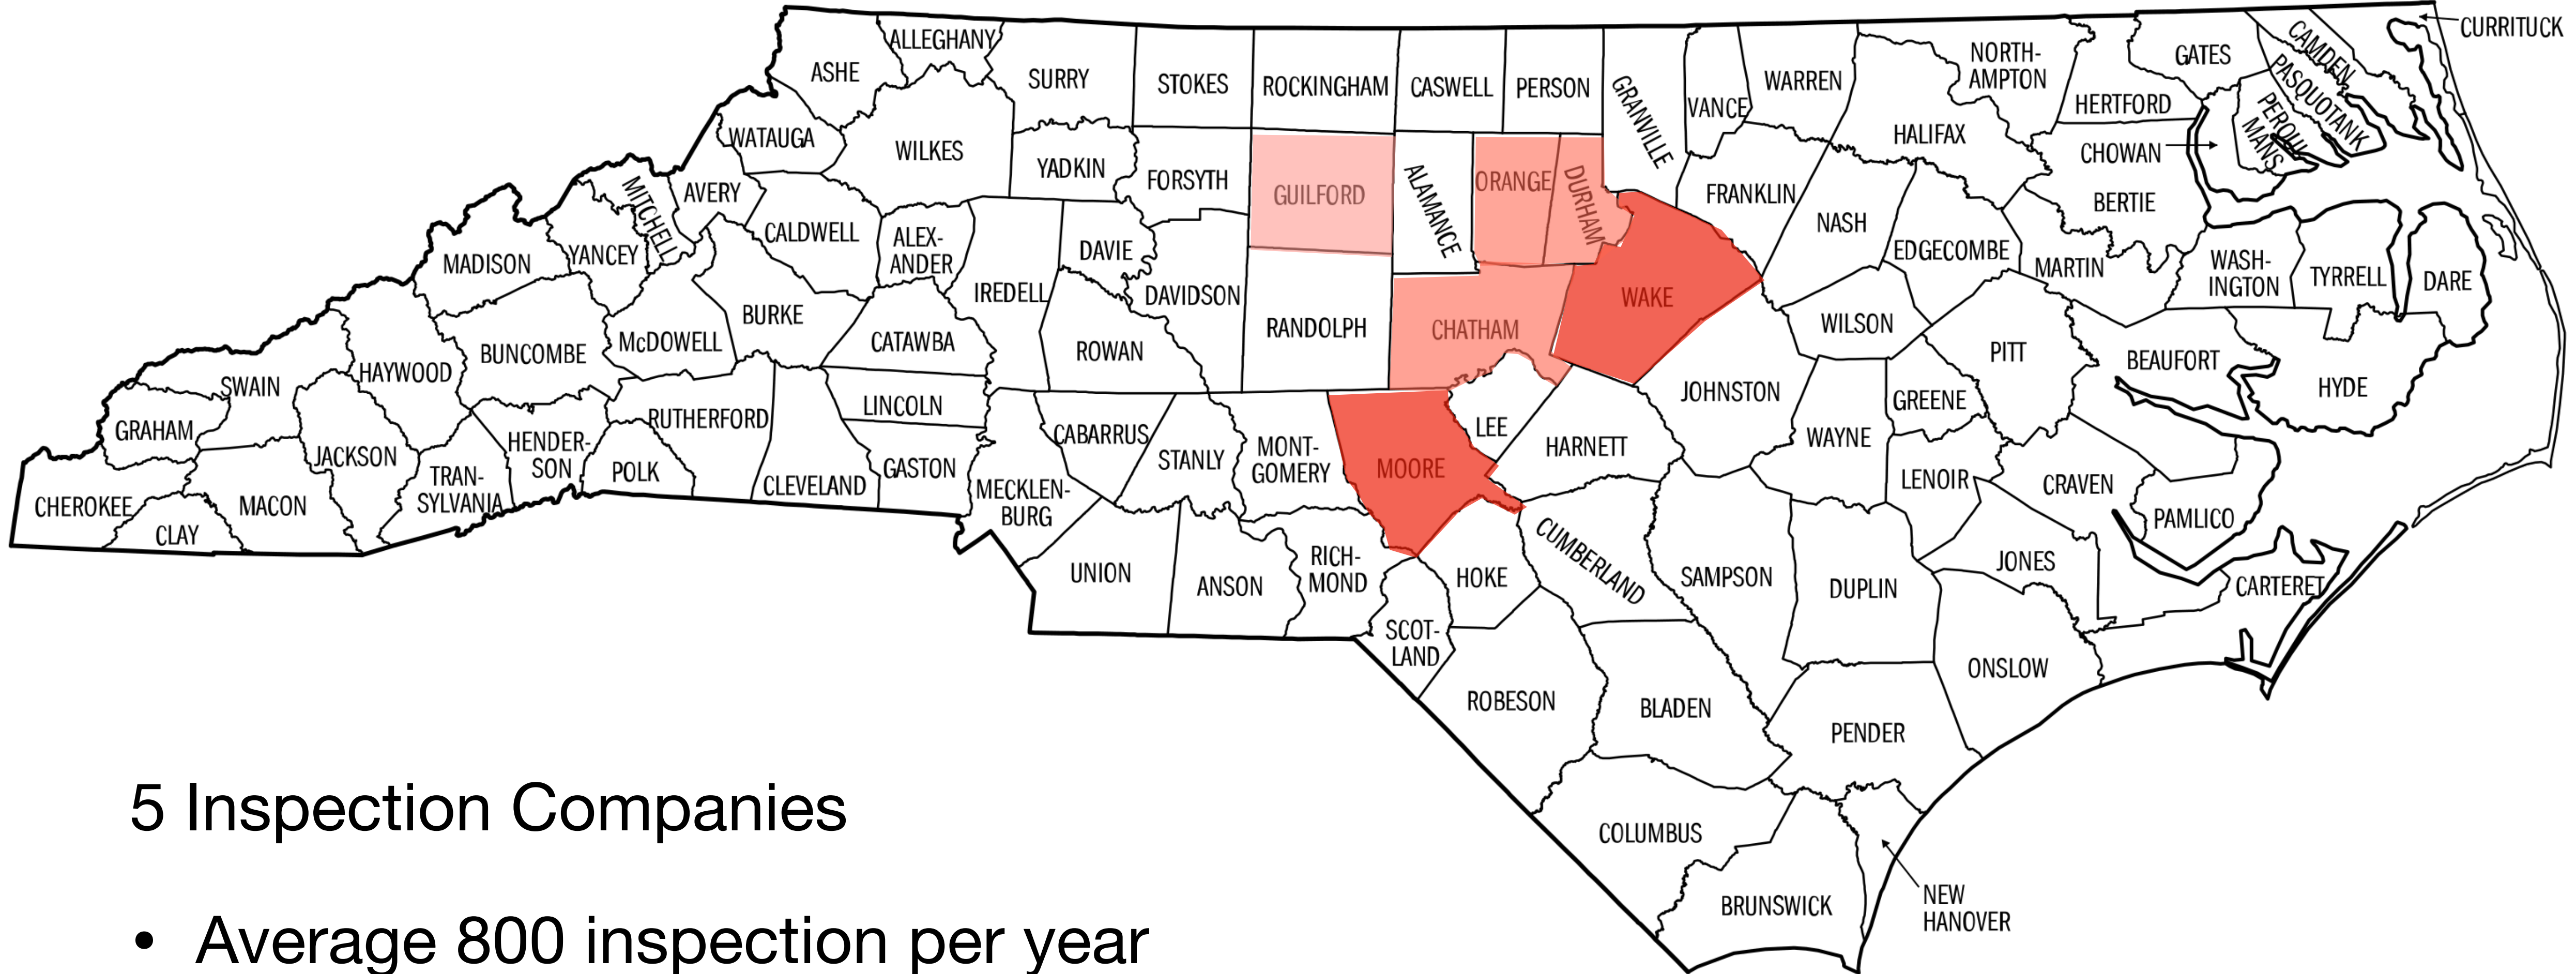 ALLEGHANY
CURRITUCK
ASHE
SURRY
STOKES
ROCKINGHAM
CASWELL
PERSON
GRANVILLE
VANCE
WARREN
NORTH-
AMPTON
GATES
CAMDEN
PASQUOTANK
PERQUI-
MANS
HERTFORD
HALIFAX
CHOWAN
BERTIE
WATAUGA
WILKES
YADKIN
FORSYTH
GUILFORD
ALAMANCE
ORANGE
DURHAM
FRANKLIN
NASH
EDGECOMBE
MARTIN
WASH-
INGTON
TYRRELL
DARE
MITCHELL
AVERY
CALDWELL
ALEX-
ANDER
DAVIE
MADISON
YANCEY
IREDELL
DAVIDSON
BURKE
McDOWELL
CATAWBA
ROWAN
RANDOLPH
CHATHAM
WAKE
WILSON
PITT
BEAUFORT
HYDE
SWAIN
HAYWOOD
BUNCOMBE
JOHNSTON
GREENE
GRAHAM
JACKSON
HENDER-
SON
RUTHERFORD
LINCOLN
CABARRUS
STANLY
MONT-
GOMERY
MOORE
LEE
HARNETT
WAYNE
LENOIR
CRAVEN
PAMLICO
CHEROKEE
CLAY
MACON
TRAN-
SYLVANIA
POLK
CLEVELAND
GASTON
MECKLEN-
BURG
UNION
ANSON
RICH-
MOND
HOKE
CUMBERLAND
SAMPSON
DUPLIN
JONES
CARTERET
SCOT-
LAND
ROBESON
BLADEN
ONSLOW
PENDER
COLUMBUS
BRUNSWICK
NEW
HANOVER
5 Inspection Companies
• Average 800 inspection per year